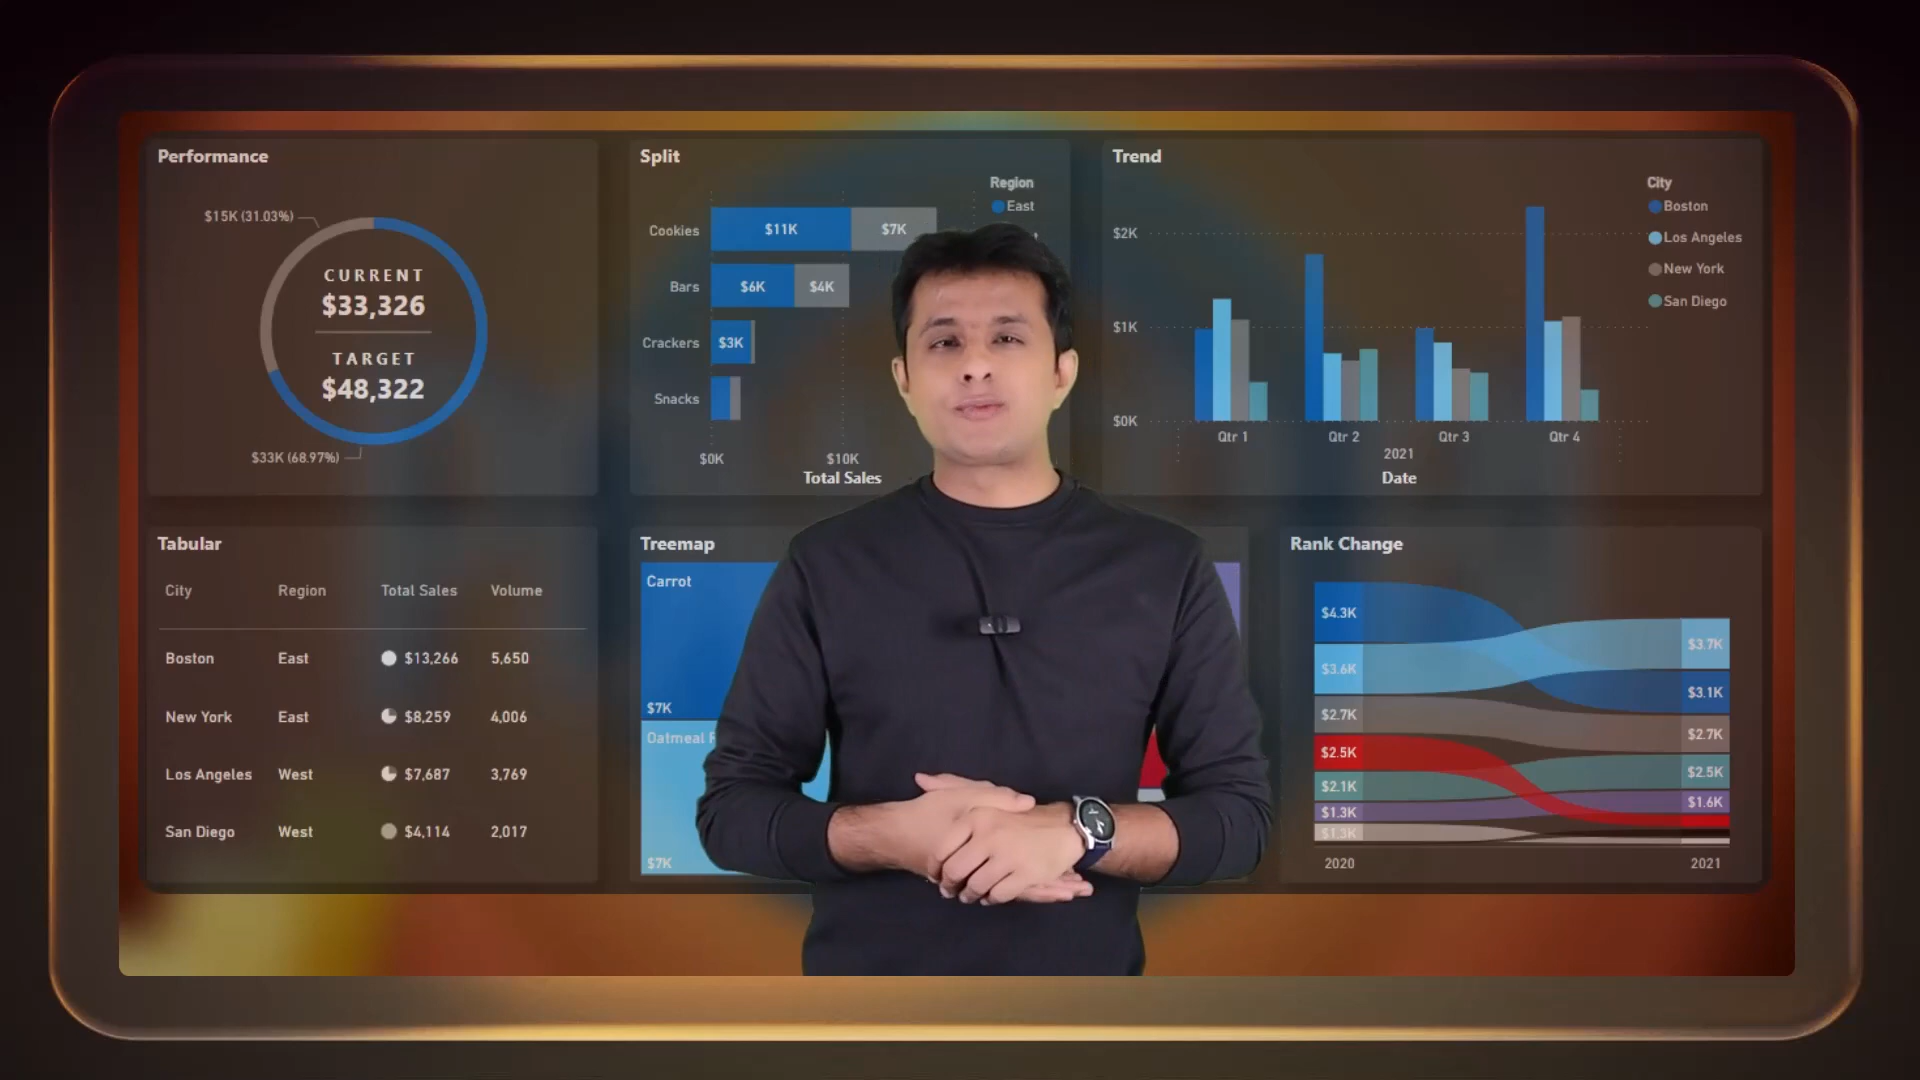 Performance
$15K (31.03%)
CURRENT
$33,326
TARGET
$48,322
$33K (68.97%)
Split
Region
East
Cookies
$11K
$7K
Bars
$6K
$4K
Crackers
$3K
Snacks
$0K
$10K
Total Sales
Trend
City
Boston
Los Angeles
New York
San Diego
$2K
$1K
$0K
Qtr 1
Qtr 2
Qtr 3
Qtr 4
2021
Date
Tabular
City Region Total Sales Volume
Boston East $13,266 5,650
New York East $8,259 4,006
Los Angeles West $7,687 3,769
San Diego West $4,114 2,017
Treemap
Carrot
$7K
Oatmeal
$7K
Rank Change
$4.3K
$3.6K
$2.7K
$2.5K
$2.1K
$1.3K
$1.3K
2020
$3.7K
$3.1K
$2.7K
$2.5K
$1.6K
2021